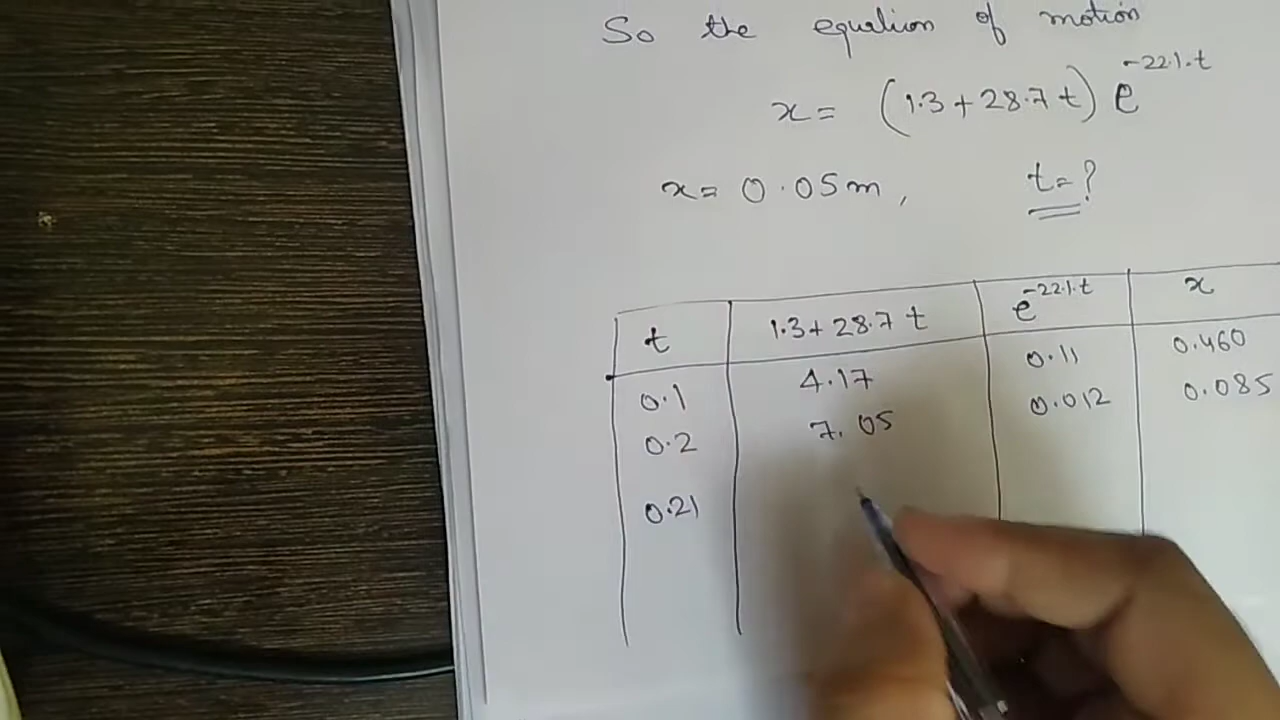 So the equation of motion
x = (1.3 + 28.7 t) e^-22.1.t
x = 0.05m, t = ?
t 1.3 + 28.7 t e^-22.1.t x
0.1 4.17 0.11 0.460
0.2 7.05 0.012 0.085
0.21